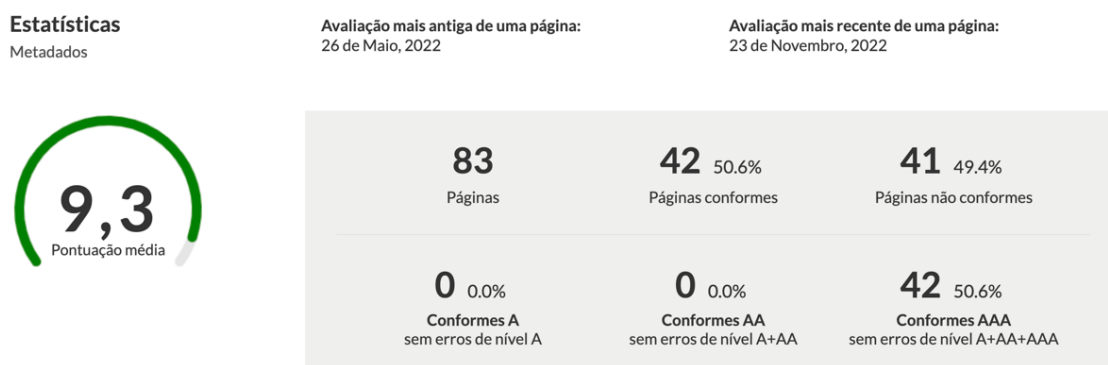 Estatísticas
Metadados
Avaliação mais antiga de uma página:
26 de Maio, 2022
Avaliação mais recente de uma página:
23 de Novembro, 2022
9,3
Pontuação média
83
Páginas
42 50.6%
Páginas conformes
41 49.4%
Páginas não conformes
0 0.0%
Conformes A
sem erros de nível A
0 0.0%
Conformes AA
sem erros de nível A+AA
42 50.6%
Conformes AAA
sem erros de nível A+AA+AAA